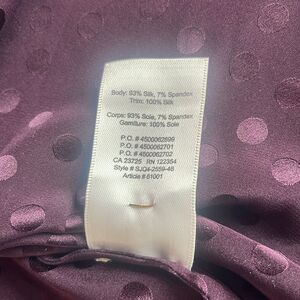 Body: 93% Silk, 7% Spandex
Trim: 100% Silk
Corps: 93% Soie, 7% Spandex
Garniture: 100% Soie
P.O. # 4500062699
P.O. # 4500062701
P.O. # 4500062702
CA 23725 RN 122354
Style # SJQ4-2559-48
Article # 61001